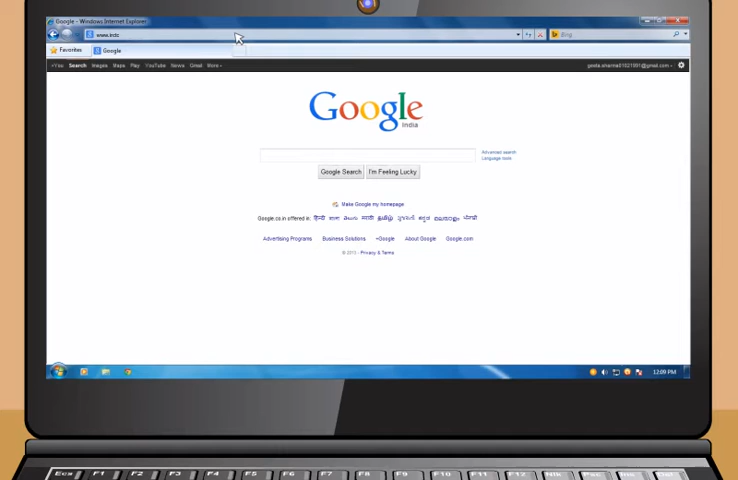 Google - Windows Internet Explorer
www.irctc
Bing
Favorites
Google
+You Search Images Maps Play YouTube News Gmail More
Google
India
Advanced search
Language tools
Google Search I'm Feeling Lucky
Make Google my homepage
Google.co.in offered in: हिन्दी বাংলা తెలుగు मराठी தமிழ் ગુજરાતી ಕನ್ನಡ മലയാളം ਪੰਜਾਬੀ
Advertising Programs Business Solutions +Google About Google Google.com
© 2013 - Privacy & Terms
12:09 PM
F1 F2 F3 F4 F5 F6 F7 F8 F9 F10 F11 F12